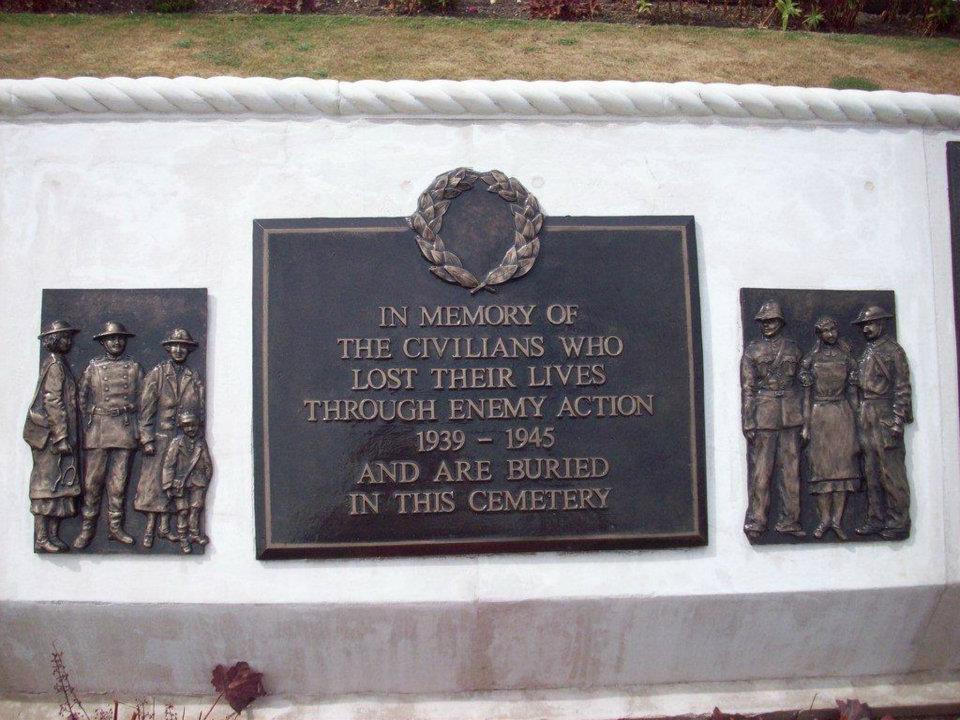 IN MEMORY OF
THE CIVILIANS WHO
LOST THEIR LIVES
THROUGH ENEMY ACTION
1939 – 1945
AND ARE BURIED
IN THIS CEMETERY